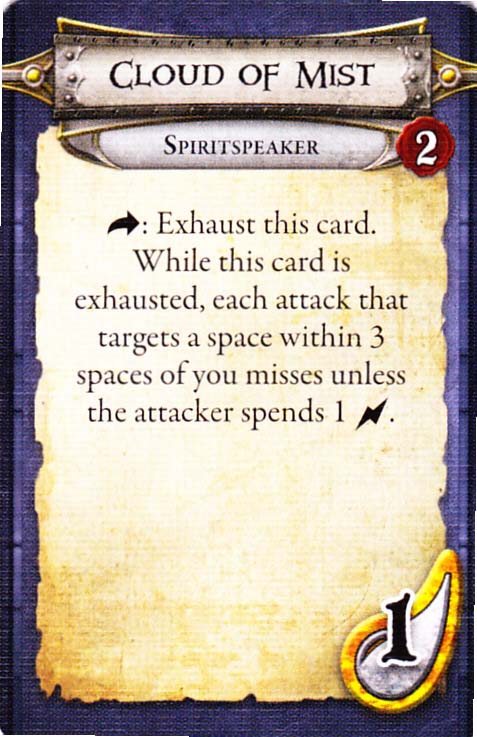 Cloud of Mist
Spiritspeaker
2
: Exhaust this card.
While this card is
exhausted, each attack that
targets a space within 3
spaces of you misses unless
the attacker spends 1 .
1